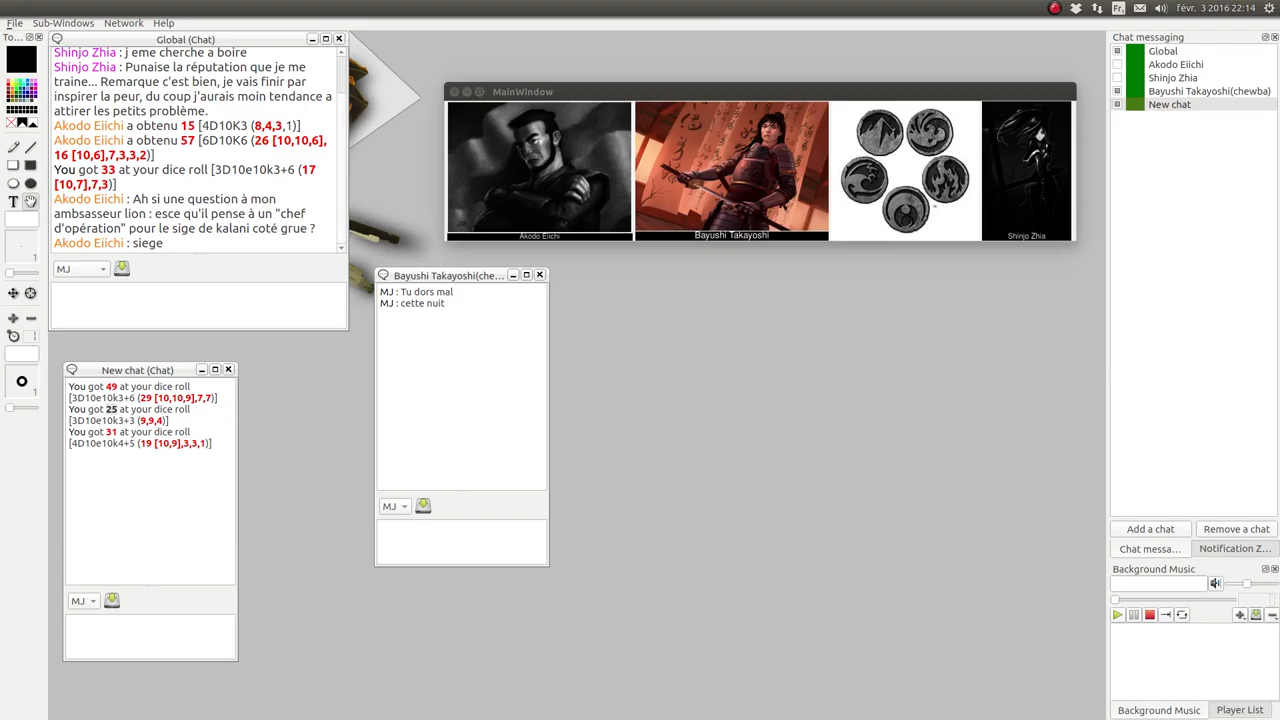 Fr,
févr. 3 2016 22:14
File Sub-Windows Network Help
To...
Global (Chat)
Shinjo Zhia : j eme cherche a boire
Shinjo Zhia : Punaise la réputation que je me
traine... Remarque c'est bien, je vais finir par
inspirer la peur, du coup j'aurais moin tendance a
attirer les petits problème.
Akodo Eiichi a obtenu 15 [4D10K3 (8,4,3,1)]
Akodo Eiichi a obtenu 57 [6D10K6 (26 [10,10,6],
16 [10,6],7,3,3,2)]
You got 33 at your dice roll [3D10e10k3+6 (17
[10,7],7,3)]
Akodo Eiichi : Ah si une question à mon
ambsasseur lion : esce qu'il pense à un "chef
d'opération" pour le sige de kalani coté grue ?
Akodo Eiichi : siege
MJ
T
1
1
1
MainWindow
Akodo Eiichi
Bayushi Takayoshi
Shinjo Zhia
Bayushi Takayoshi(che...
MJ : Tu dors mal
MJ : cette nuit
MJ
New chat (Chat)
You got 49 at your dice roll
[3D10e10k3+6 (29 [10,10,9],7,7)]
You got 25 at your dice roll
[3D10e10k3+3 (9,9,4)]
You got 31 at your dice roll
[4D10e10k4+5 (19 [10,9],3,3,1)]
MJ
Chat messaging
Global
Akodo Eiichi
Shinjo Zhia
Bayushi Takayoshi(chewba)
New chat
Add a chat
Remove a chat
Chat messa...
Notification Z...
Background Music
Background Music
Player List